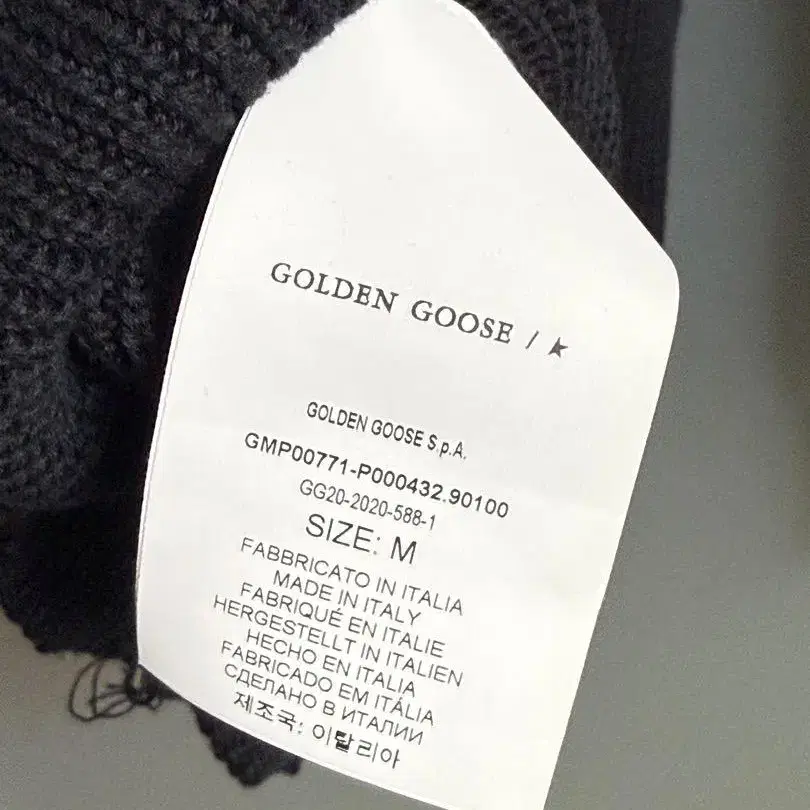 GOLDEN GOOSE / ★
GOLDEN GOOSE S.p.A.
GMP00771-P000432.90100
GG20-2020-588-1
SIZE: M
FABBRICATO IN ITALIA
MADE IN ITALY
FABRIQUÉ EN ITALIE
HERGESTELLT IN ITALIEN
HECHO EN ITALIA
FABRICADO EM ITÁLIA
СДЕЛАНО В ИТАЛИИ
제조국: 이탈리아